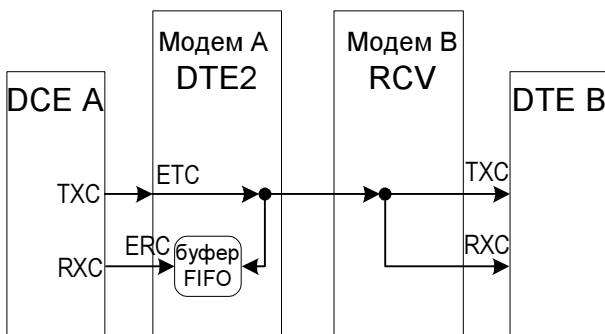 Модем A
DTE2
Модем B
RCV
DCE A
DTE B
TXC
ETC
TXC
RXC
ERC
буфер
FIFO
RXC